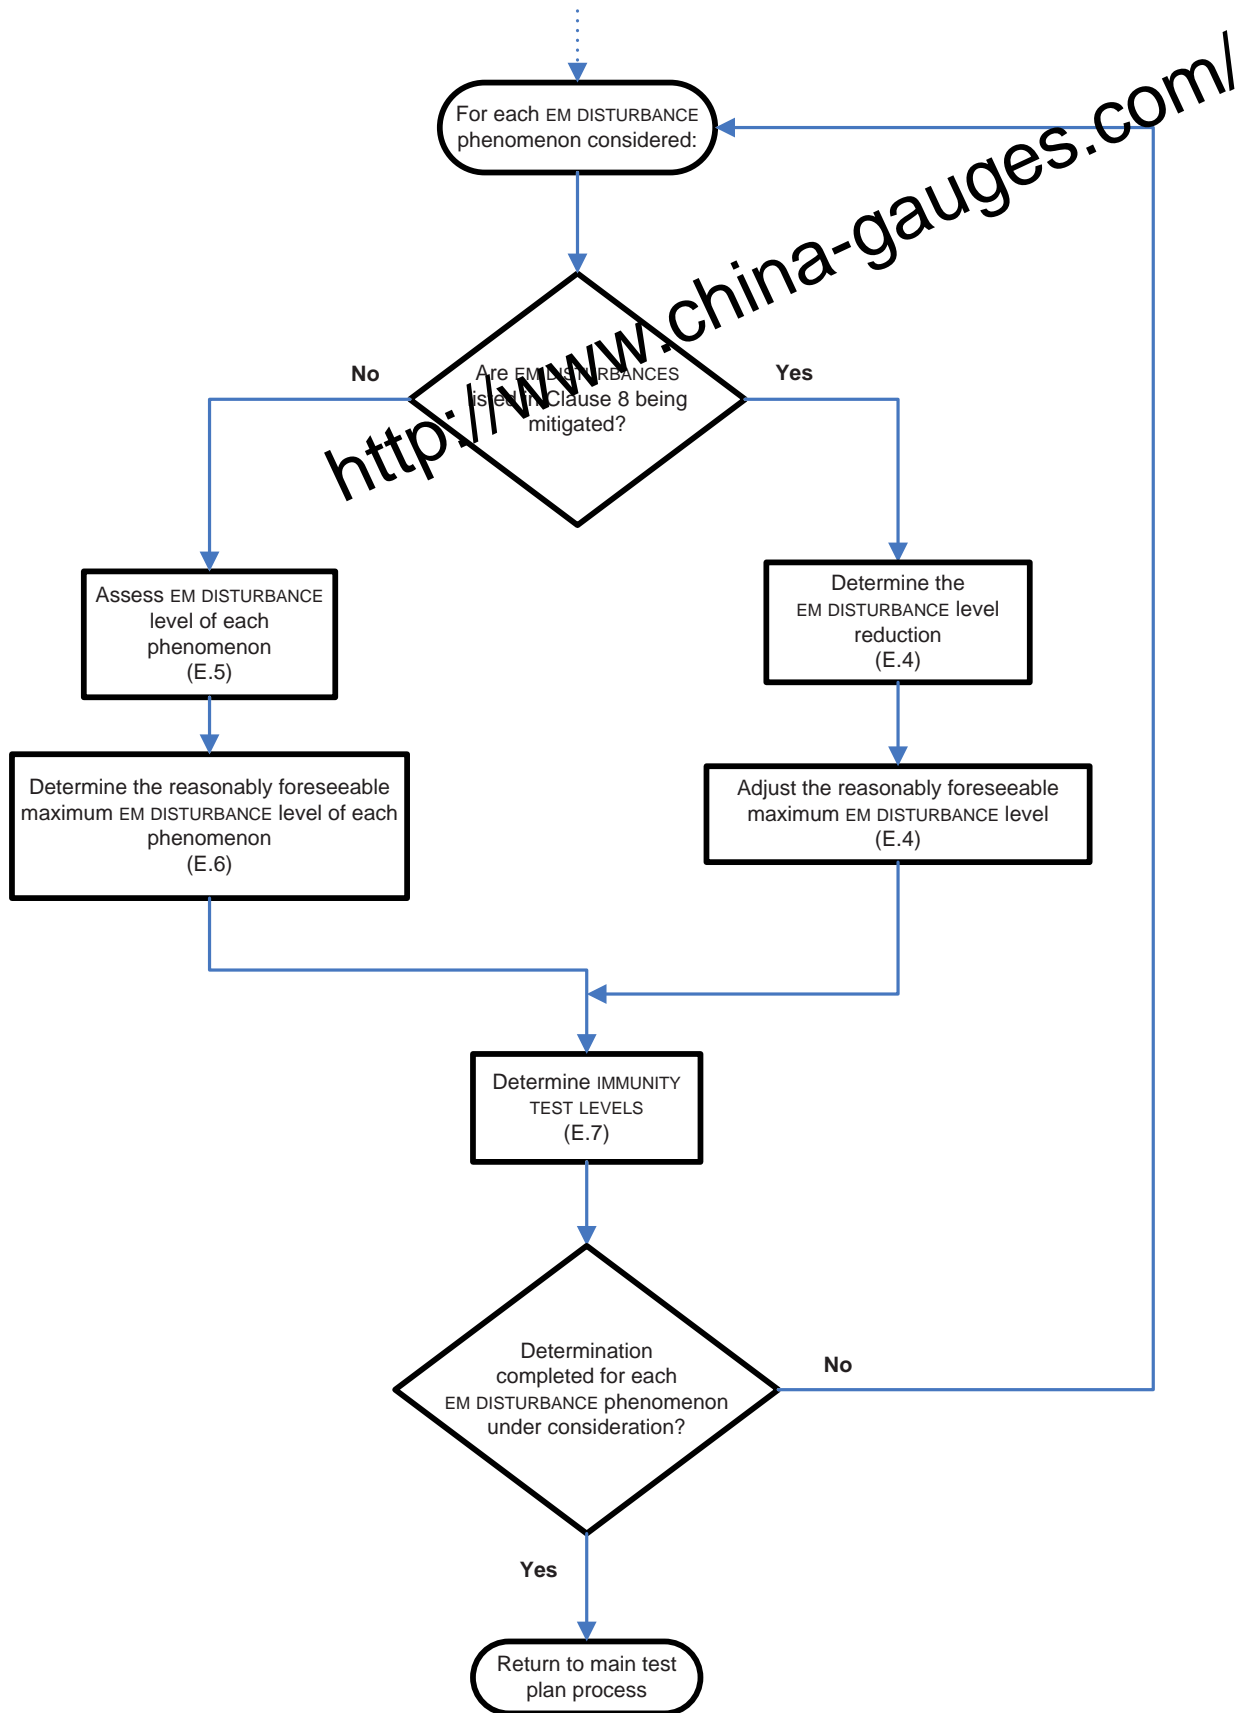 For each EM DISTURBANCE
phenomenon considered:
http://www.china-gauges.com/
No
Yes
Are EM DISTURBANCES
listed in Clause 8 being
mitigated?
Assess EM DISTURBANCE
level of each
phenomenon
(E.5)
Determine the
EM DISTURBANCE level
reduction
(E.4)
Determine the reasonably foreseeable
maximum EM DISTURBANCE level of each
phenomenon
(E.6)
Adjust the reasonably foreseeable
maximum EM DISTURBANCE level
(E.4)
Determine IMMUNITY
TEST LEVELS
(E.7)
Determination
completed for each
EM DISTURBANCE phenomenon
under consideration?
No
Yes
Return to main test
plan process